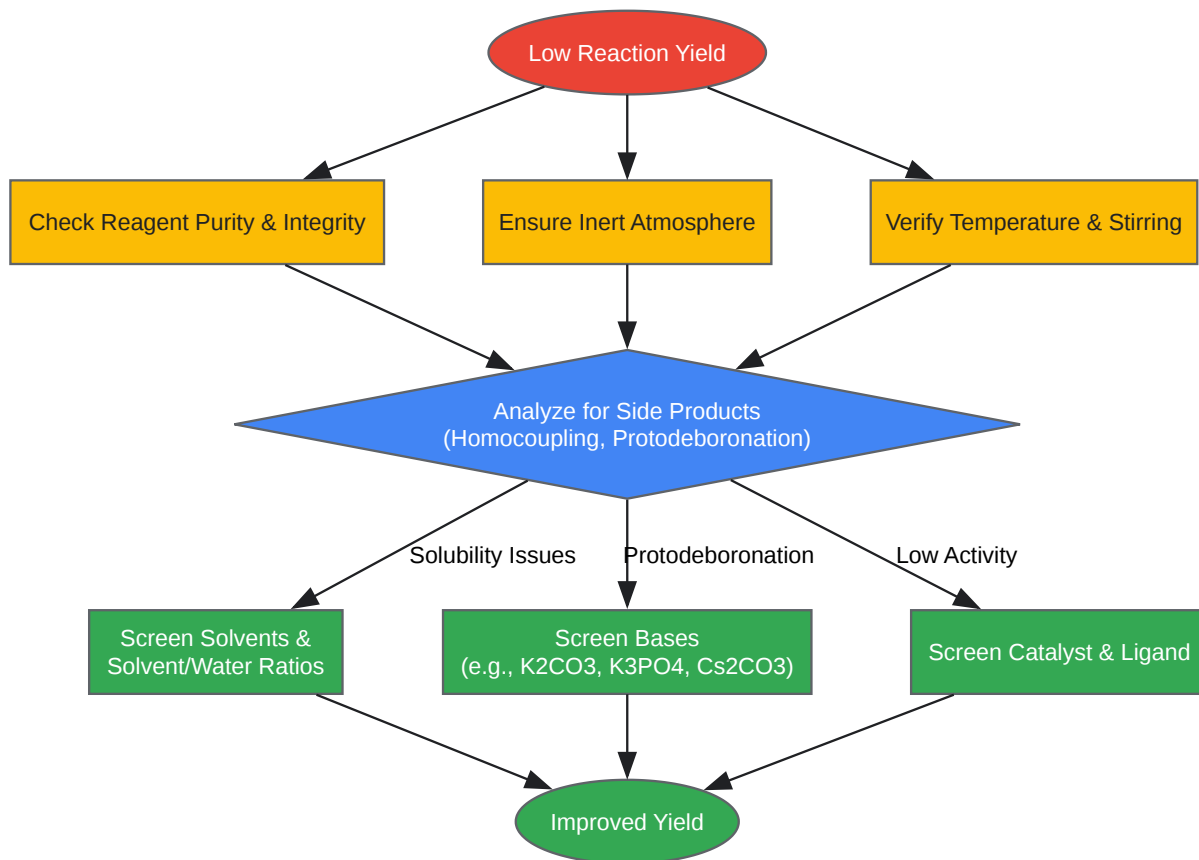 Low Reaction Yield
Check Reagent Purity & Integrity
Ensure Inert Atmosphere
Verify Temperature & Stirring
Analyze for Side Products
(Homocoupling, Protodeboronation)
Solubility Issues
Protodeboronation
Low Activity
Screen Solvents &
Solvent/Water Ratios
Screen Bases
(e.g., K2CO3, K3PO4, Cs2CO3)
Screen Catalyst & Ligand
Improved Yield